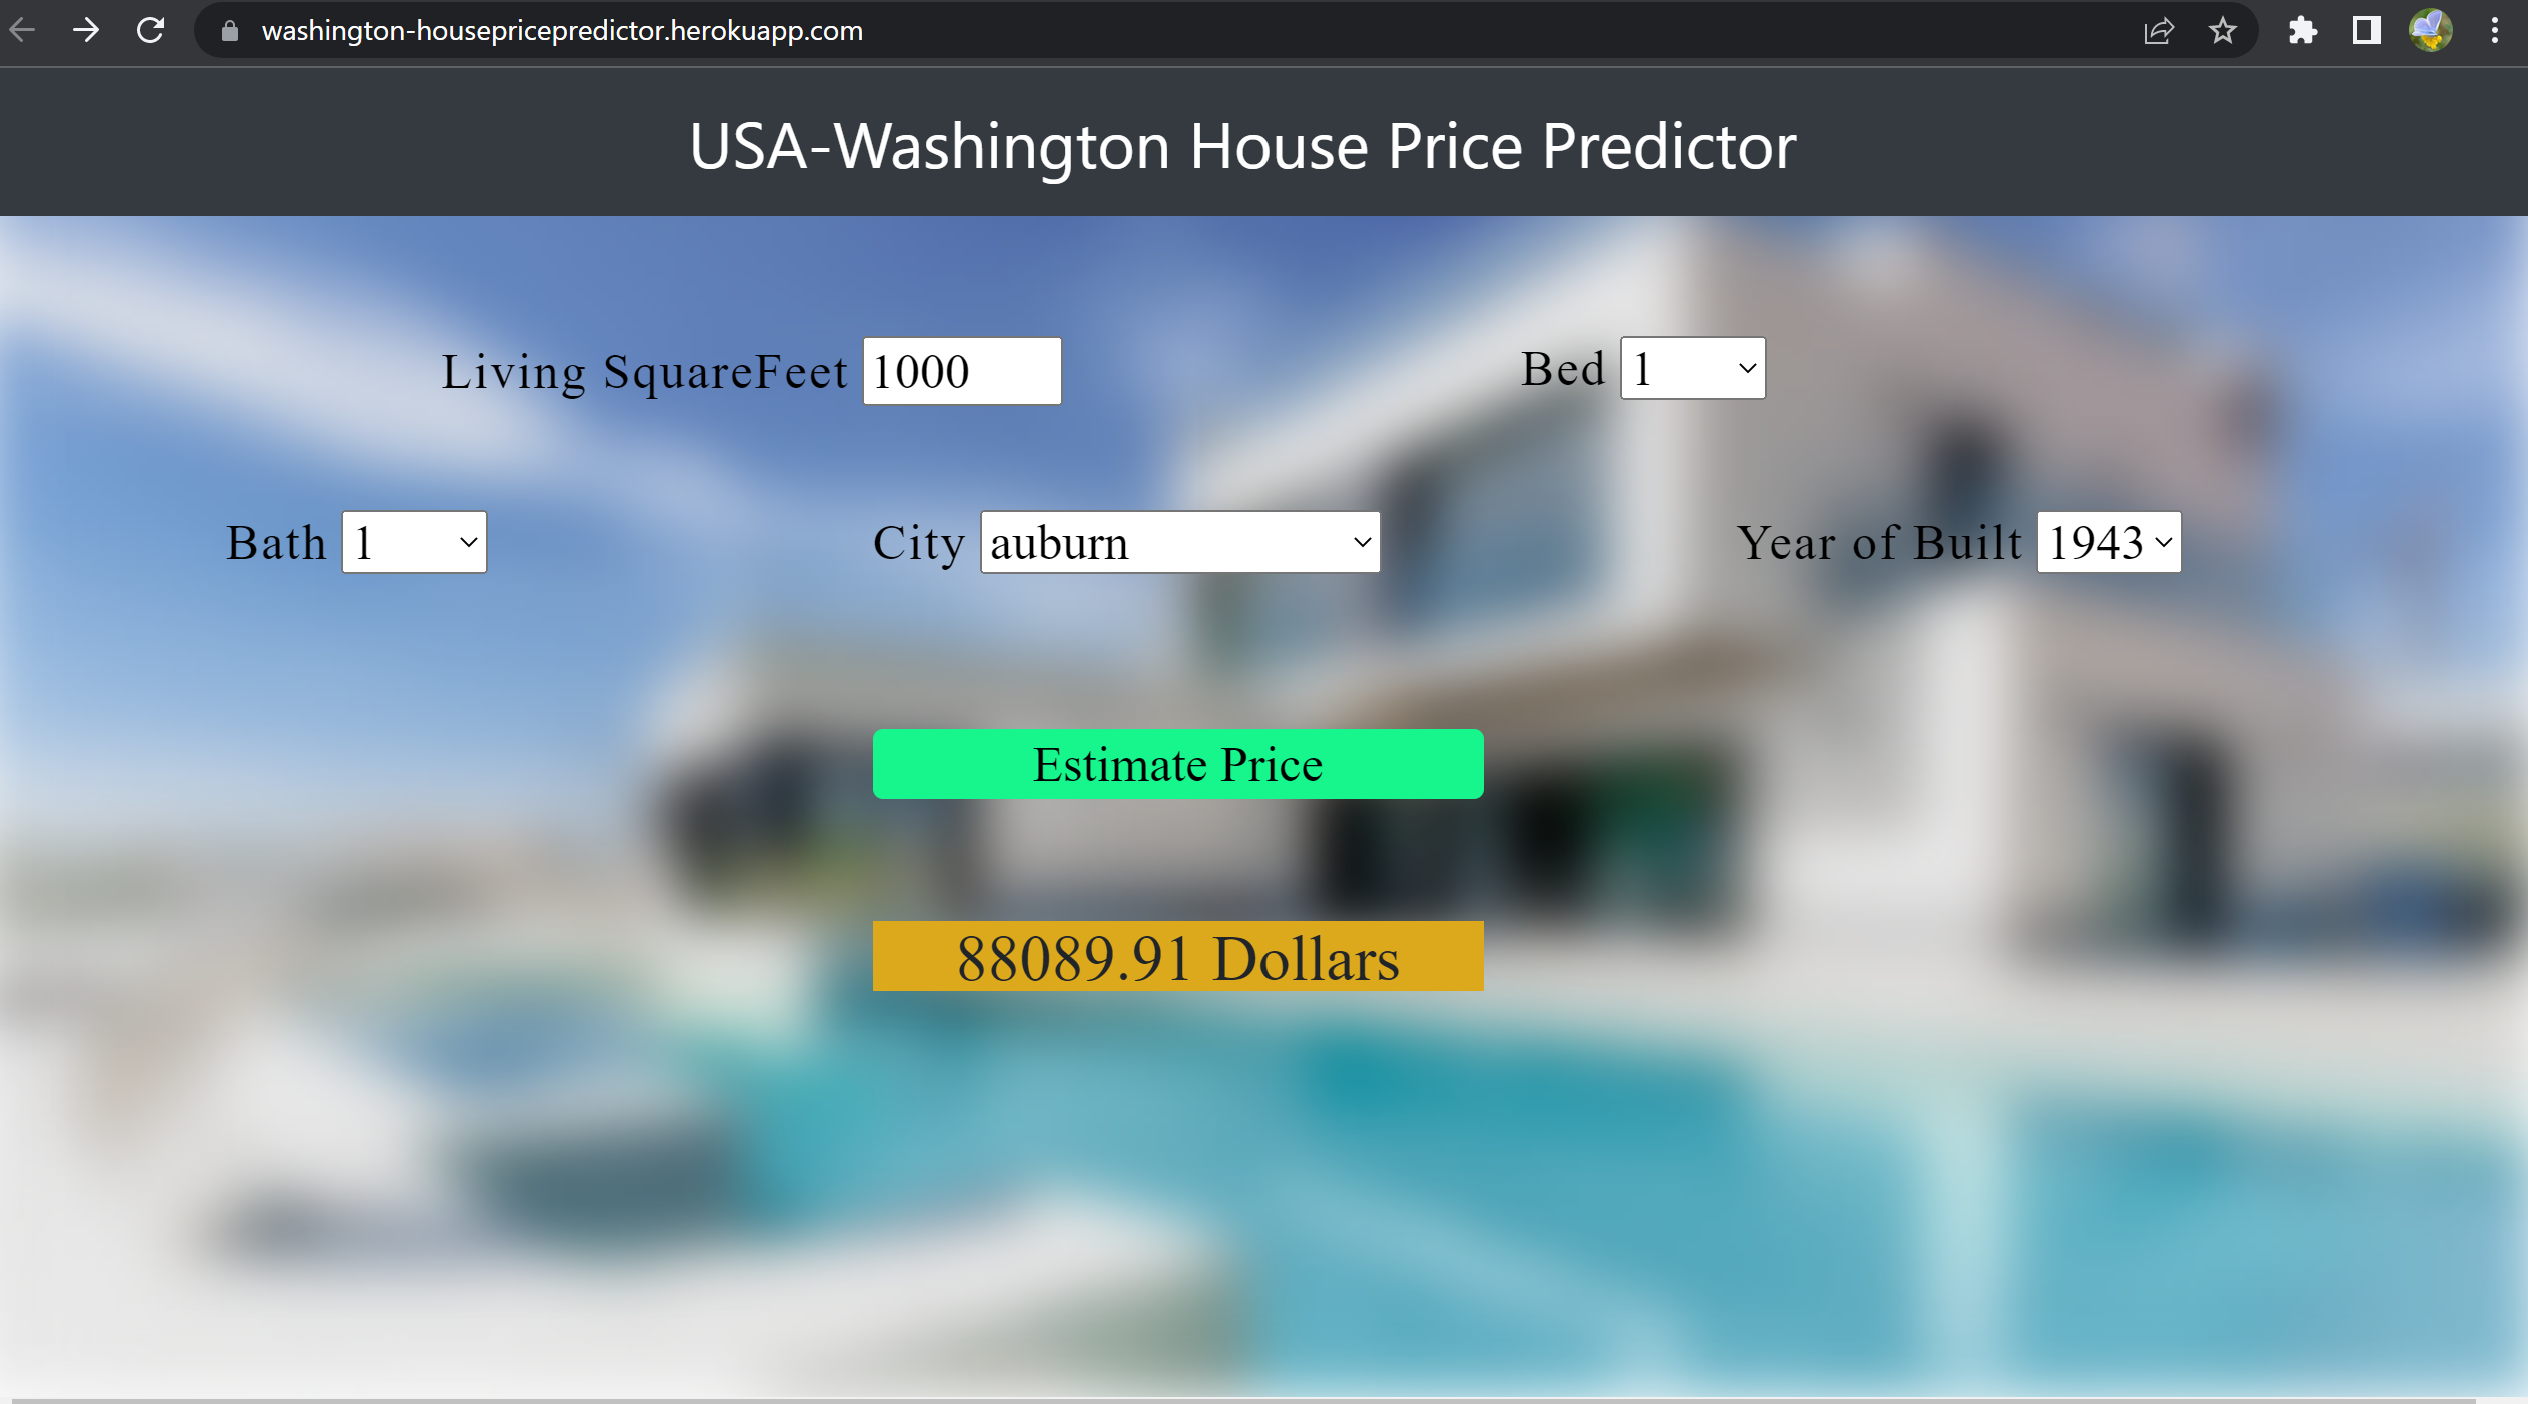 washington-housepricepredictor.herokuapp.com
USA-Washington House Price Predictor
Living SquareFeet 1000 Bed 1
Bath 1 City auburn Year of Built 1943
Estimate Price
88089.91 Dollars